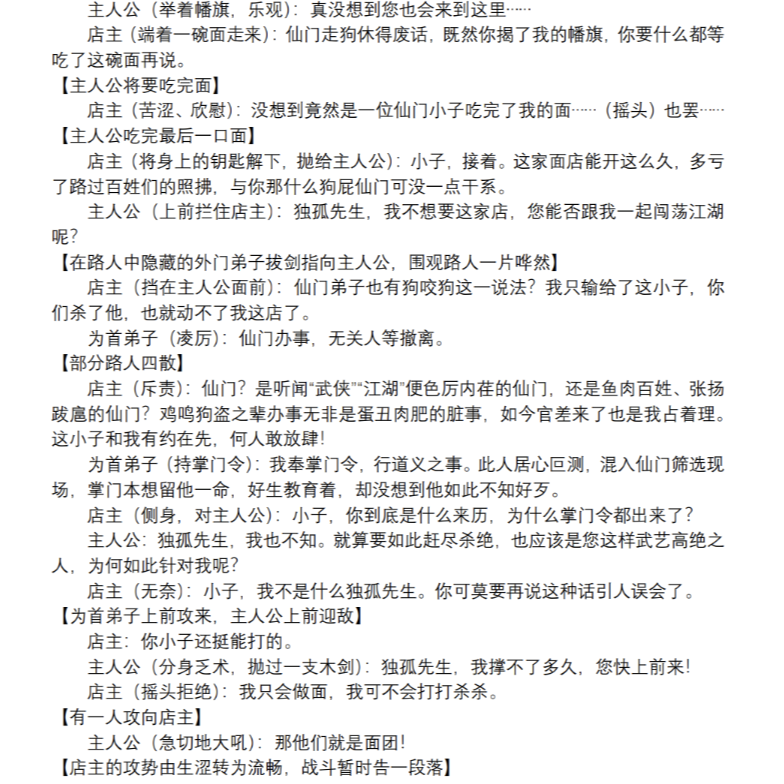 主人公（举着幡旗，乐观）：真没想到您也会来到这里……
店主（端着一碗面走来）：仙门走狗休得废话，既然你揭了我的幡旗，你要什么都等
吃了这碗面再说。
【主人公将要吃完面】
店主（苦涩、欣慰）：没想到竟然是一位仙门小子吃完了我的面……（摇头）也罢……
【主人公吃完最后一口面】
店主（将身上的钥匙解下，抛给主人公）：小子，接着。这家面店能开这么久，多亏
了路过百姓们的照拂，与你那什么狗屁仙门可没一点干系。
主人公（上前拦住店主）：独孤先生，我不想要这家店，您能否跟我一起闯荡江湖
呢？
【在路人中隐藏的外门弟子拔剑指向主人公，围观路人一片哗然】
店主（挡在主人公面前）：仙门弟子也有狗咬狗这一说法？我只输给了这小子，你
们杀了他，也就动不了我这店了。
为首弟子（凌厉）：仙门办事，无关人等撤离。
【部分路人四散】
店主（斥责）：仙门？是听闻“武侠”“江湖”便色厉内荏的仙门，还是鱼肉百姓、张扬
跋扈的仙门？鸡鸣狗盗之辈办事无非是蛋丑肉肥的脏事，如今官差来了也是我占着理。
这小子和我有约在先，何人敢放肆！
为首弟子（持掌门令）：我奉掌门令，行道义之事。此人居心叵测，混入仙门筛选现
场，掌门本想留他一命，好生教育着，却没想到他如此不知好歹。
店主（侧身，对主人公）：小子，你到底是什么来历，为什么掌门令都出来了？
主人公：独孤先生，我也不知。就算要如此赶尽杀绝，也应该是您这样武艺高绝之
人，为何如此针对我呢？
店主（无奈）：小子，我不是什么独孤先生。你可莫要再说这种话引人误会了。
【为首弟子上前攻来，主人公上前迎敌】
店主：你小子还挺能打的。
主人公（分身乏术，抛过一支木剑）：独孤先生，我撑不了多久，您快上前来！
店主（摇头拒绝）：我只会做面，我可不会打打杀杀。
【有一人攻向店主】
主人公（急切地大吼）：那他们就是面团！
【店主的攻势由生涩转为流畅，战斗暂时告一段落】